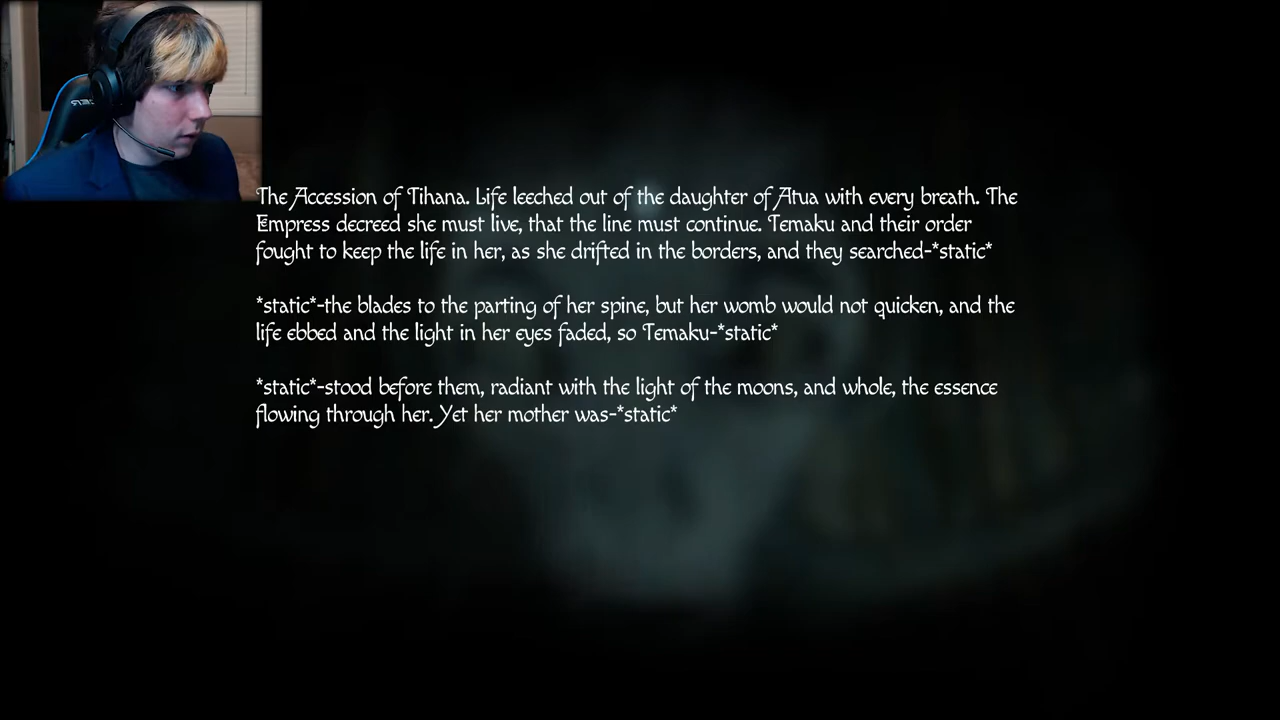 The Accession of Tihana. Life leeched out of the daughter of Atua with every breath. The
Empress decreed she must live, that the line must continue. Temaku and their order
fought to keep the life in her, as she drifted in the borders, and they searched-*static*
*static*-the blades to the parting of her spine, but her womb would not quicken, and the
life ebbed and the light in her eyes faded, so Temaku-*static*
*static*-stood before them, radiant with the light of the moons, and whole, the essence
flowing through her. Yet her mother was-*static*